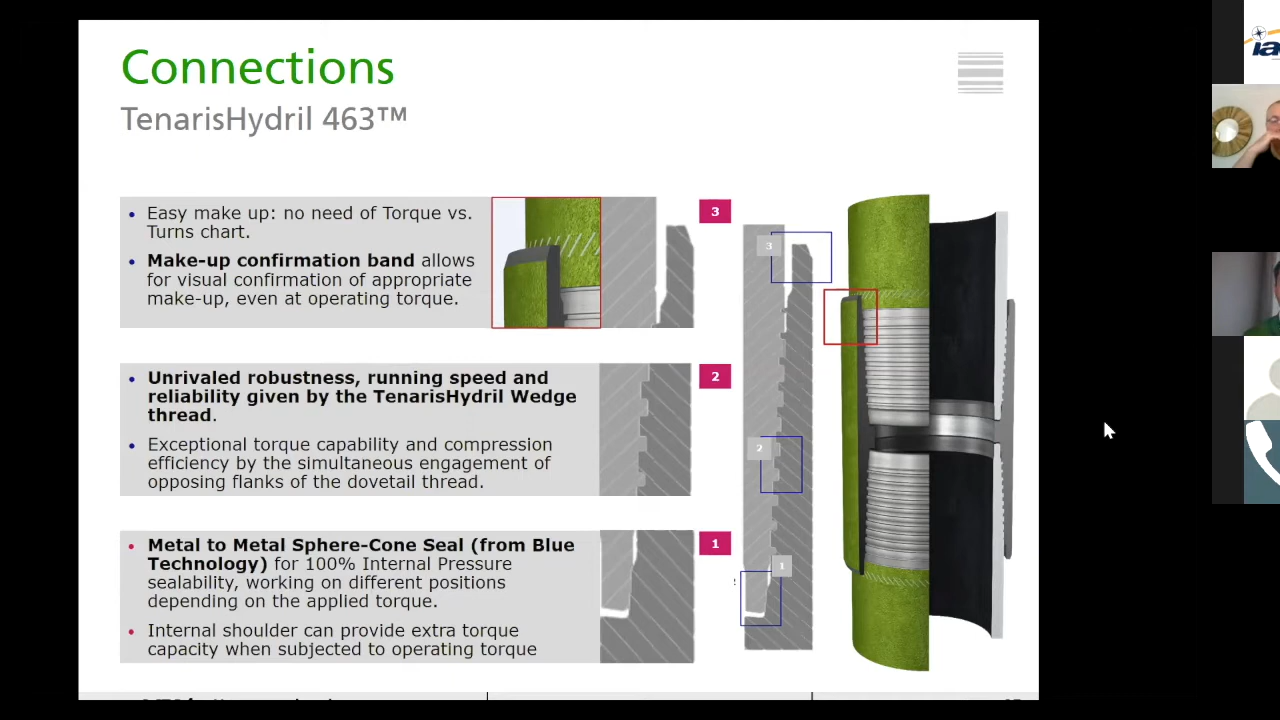 Connections
TenarisHydril 463™
• Easy make up: no need of Torque vs.
Turns chart.
• Make-up confirmation band allows
for visual confirmation of appropriate
make-up, even at operating torque.
3
3
• Unrivaled robustness, running speed and
reliability given by the TenarisHydril Wedge
thread.
• Exceptional torque capability and compression
efficiency by the simultaneous engagement of
opposing flanks of the dovetail thread.
2
2
• Metal to Metal Sphere-Cone Seal (from Blue
Technology) for 100% Internal Pressure
sealability, working on different positions
depending on the applied torque.
• Internal shoulder can provide extra torque
capacity when subjected to operating torque
1
1